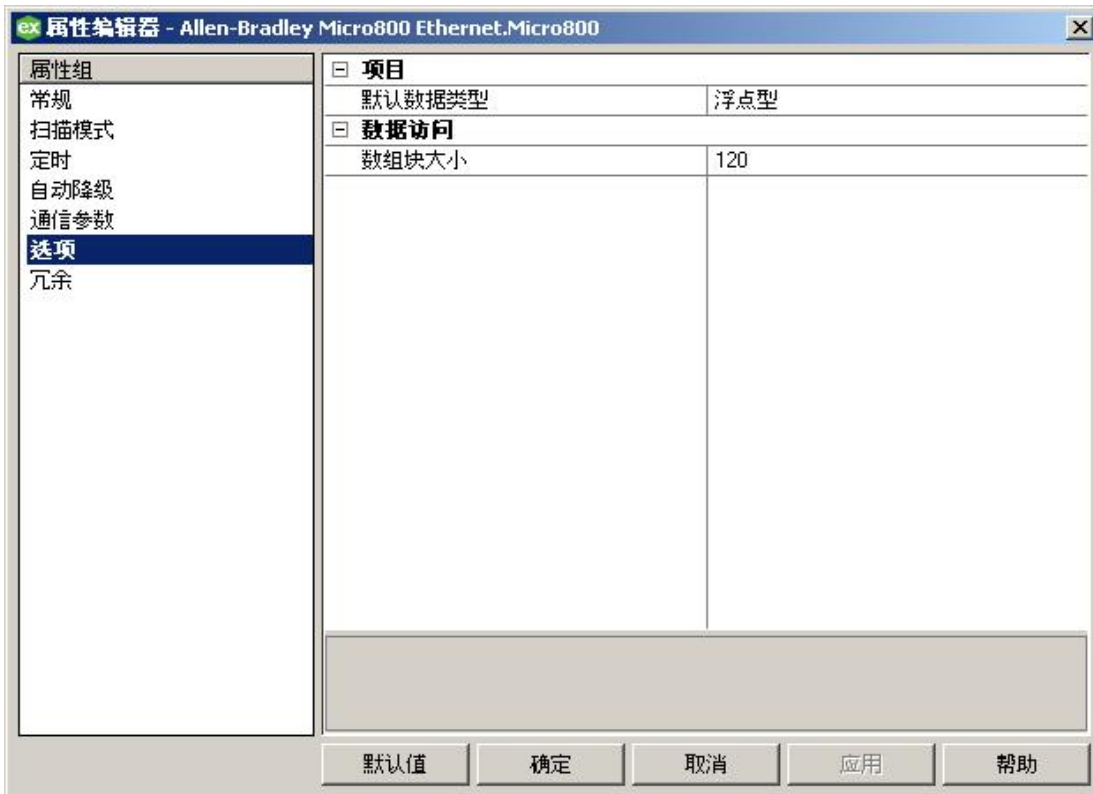 ex 属性编辑器 - Allen-Bradley Micro800 Ethernet.Micro800
属性组
常规
扫描模式
定时
自动降级
通信参数
选项
冗余
项目
默认数据类型 浮点型
数据访问
数组块大小 120
默认值 确定 取消 应用 帮助